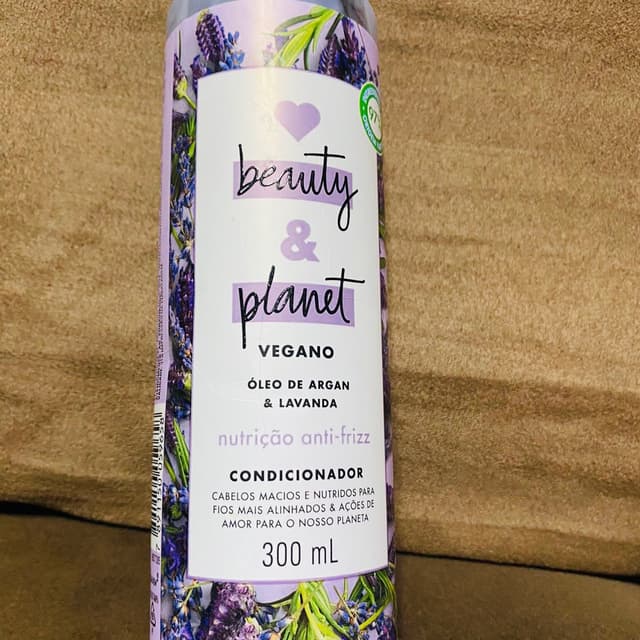 beauty
&
planet
VEGANO
ÓLEO DE ARGAN
& LAVANDA
nutrição anti-frizz
CONDICIONADOR
CABELOS MACIOS E NUTRIDOS PARA
FIOS MAIS ALINHADOS & AÇÕES DE
AMOR PARA O NOSSO PLANETA
300 mL